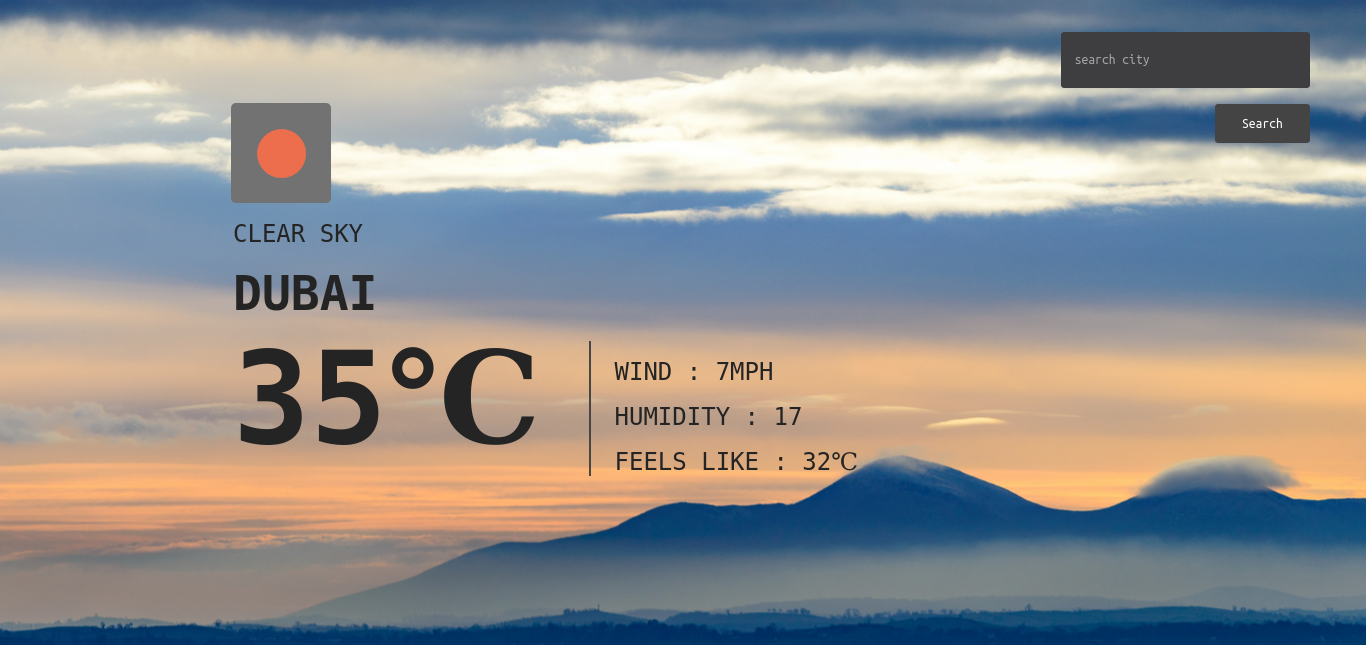 search city
Search
CLEAR SKY
DUBAI
35℃
WIND : 7MPH
HUMIDITY : 17
FEELS LIKE : 32℃